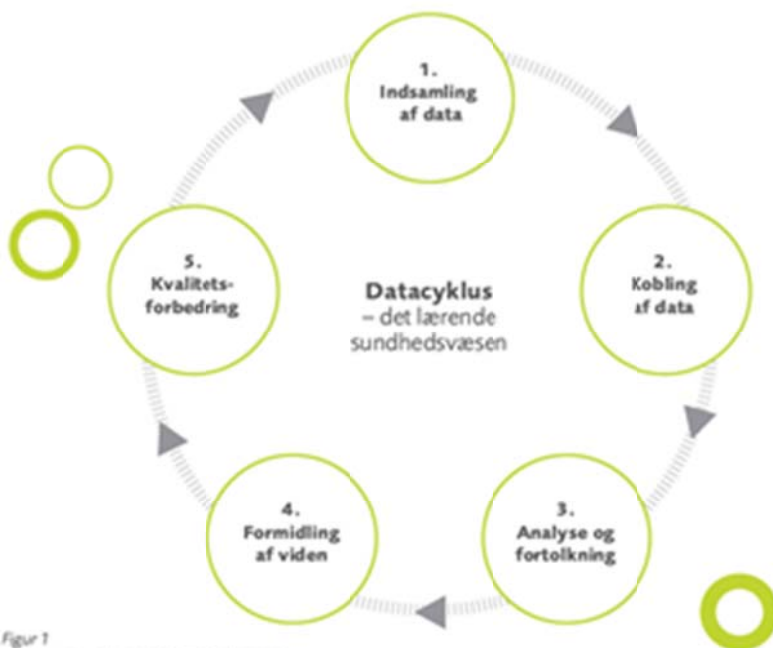 1.
Indsamling
af data
2.
Kobling
af data
3.
Analyse og
fortolkning
4.
Formidling
af viden
5.
Kvalitets-
forbedring
Datacyklus
– det lærende
sundhedsvæsen
Figur 1